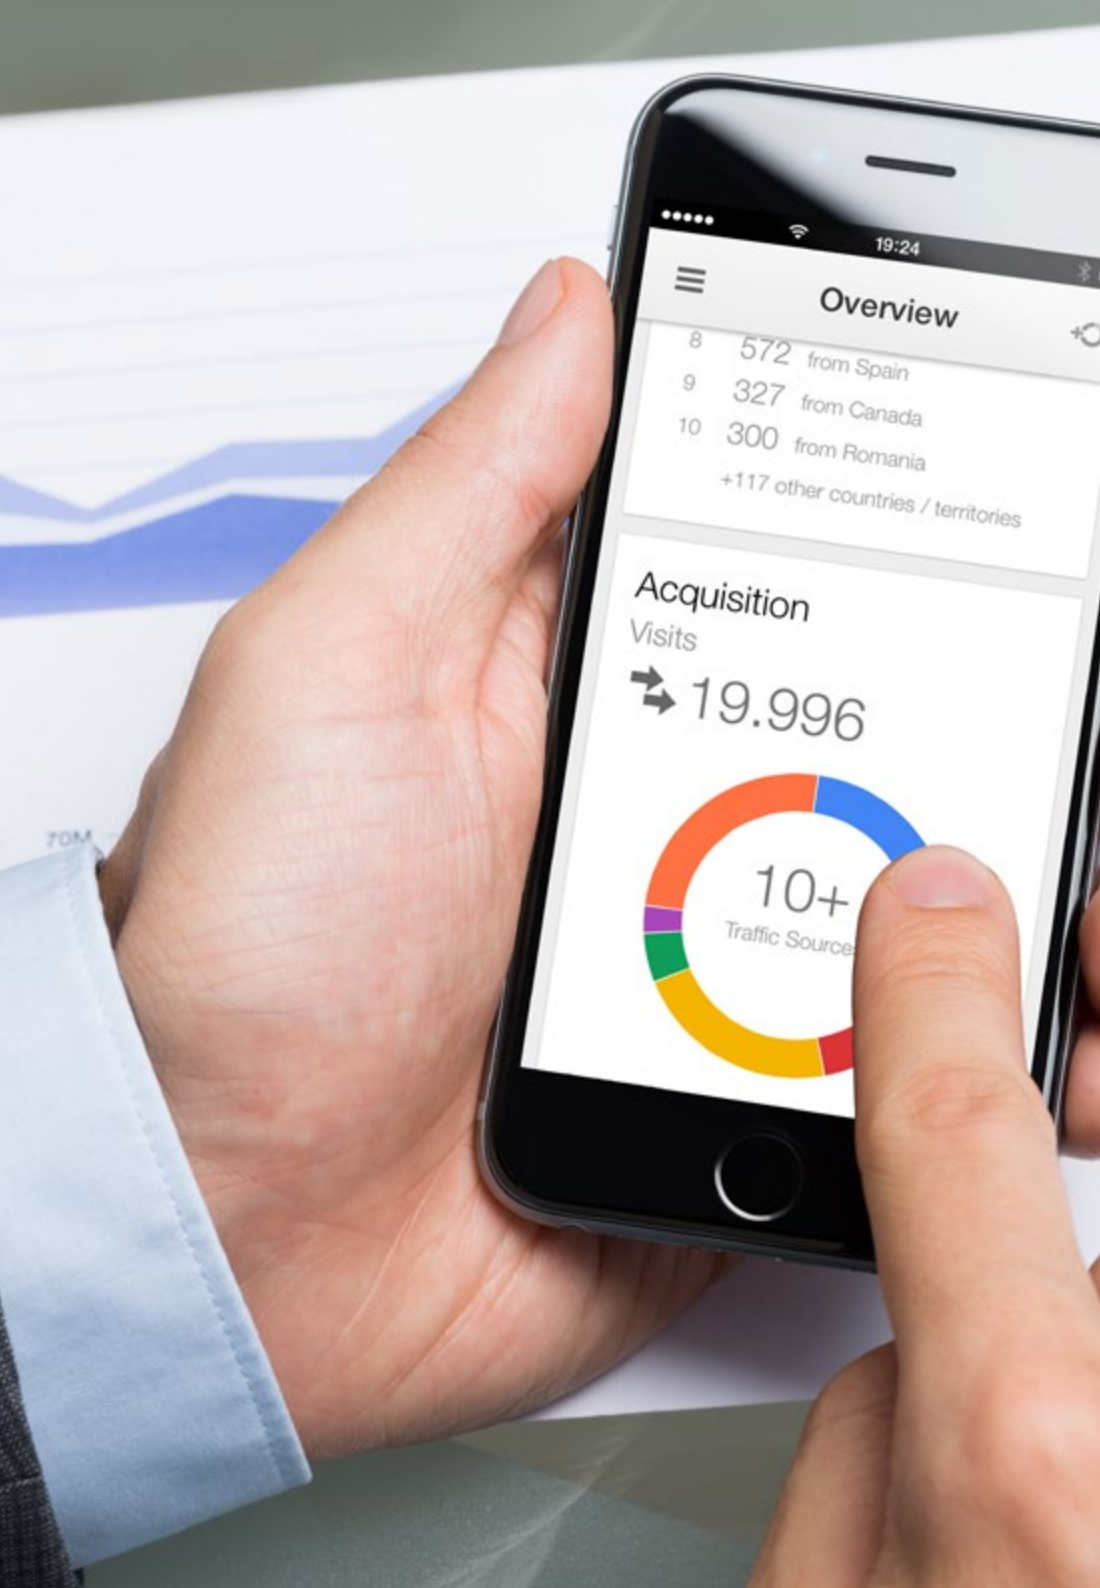 19:24
Overview
8 572 from Spain
9 327 from Canada
10 300 from Romania
+117 other countries / territories
Acquisition
Visits
19.996
10+
Traffic
70M